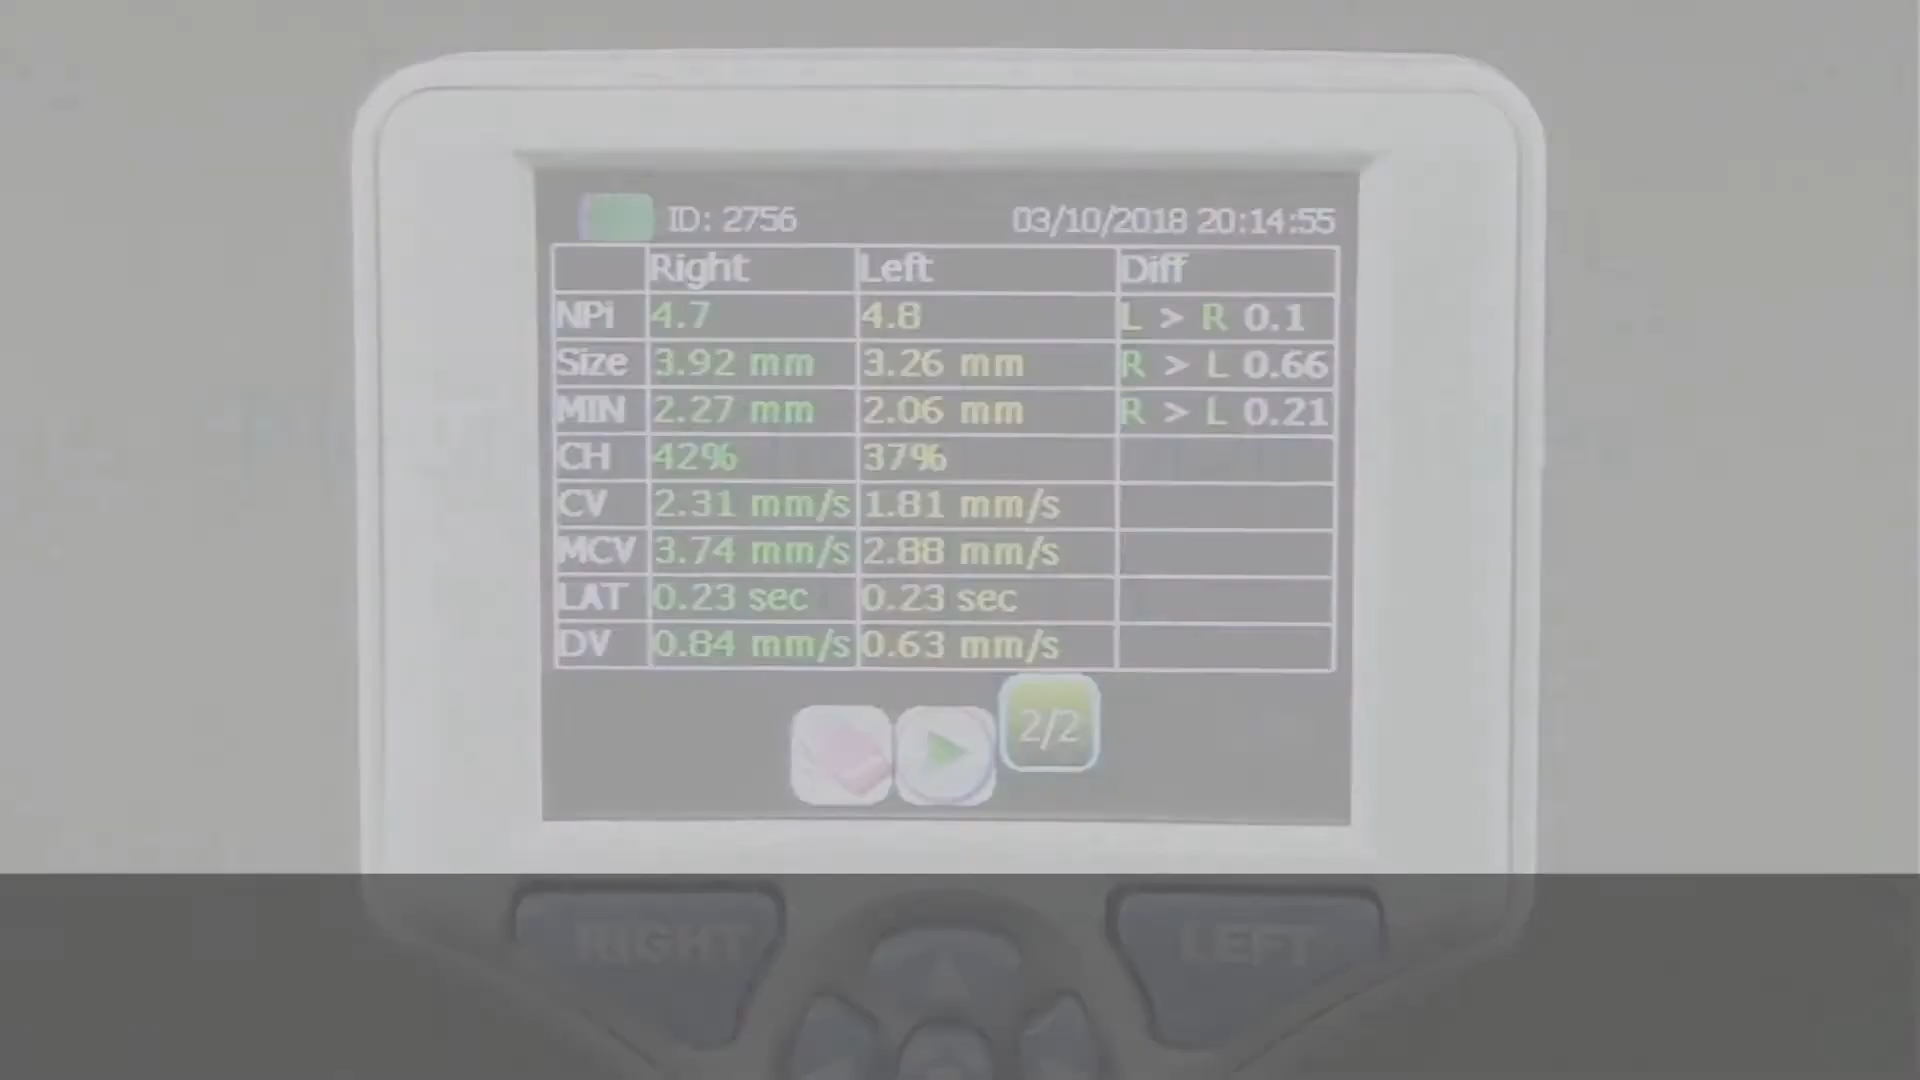 ID: 2756 03/10/2018 20:14:55
Right Left Diff
NPi 4.7 4.8 L > R 0.1
Size 3.92 mm 3.26 mm R > L 0.66
MIN 2.27 mm 2.06 mm R > L 0.21
CH 42% 37%
CV 2.31 mm/s 1.81 mm/s
MCV 3.74 mm/s 2.88 mm/s
LAT 0.23 sec 0.23 sec
DV 0.84 mm/s 0.63 mm/s
2/2
RIGHT LEFT